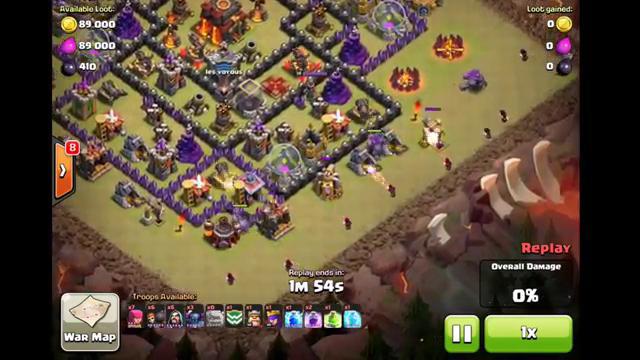 Available Loot:
89 000
89 000
410
Loot gained:
0
0
0
les vorous
8
Replay
Overall Damage
0%
Replay ends in:
1M 54s
Troops Available:
War Map
1x